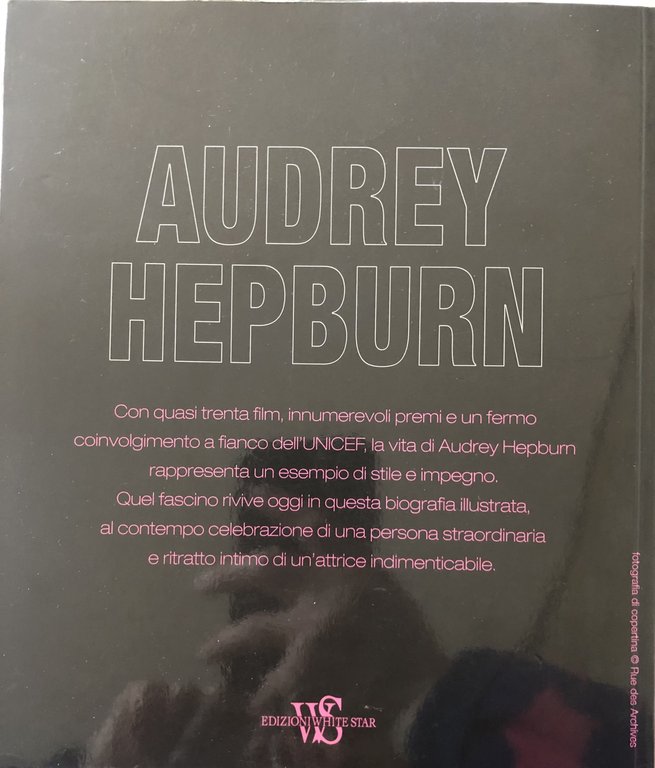 AUDREY
HEPBURN
Con quasi trenta film, innumerevoli premi e un fermo
coinvolgimento a fianco dell'UNICEF, la vita di Audrey Hepburn
rappresenta un esempio di stile e impegno.
Quel fascino rivive oggi in questa biografia illustrata,
al contempo celebrazione di una persona straordinaria
e ritratto intimo di un'attrice indimenticabile.
fotografia di copertina © Rue des Archives
WS
EDIZIONI WHITE STAR